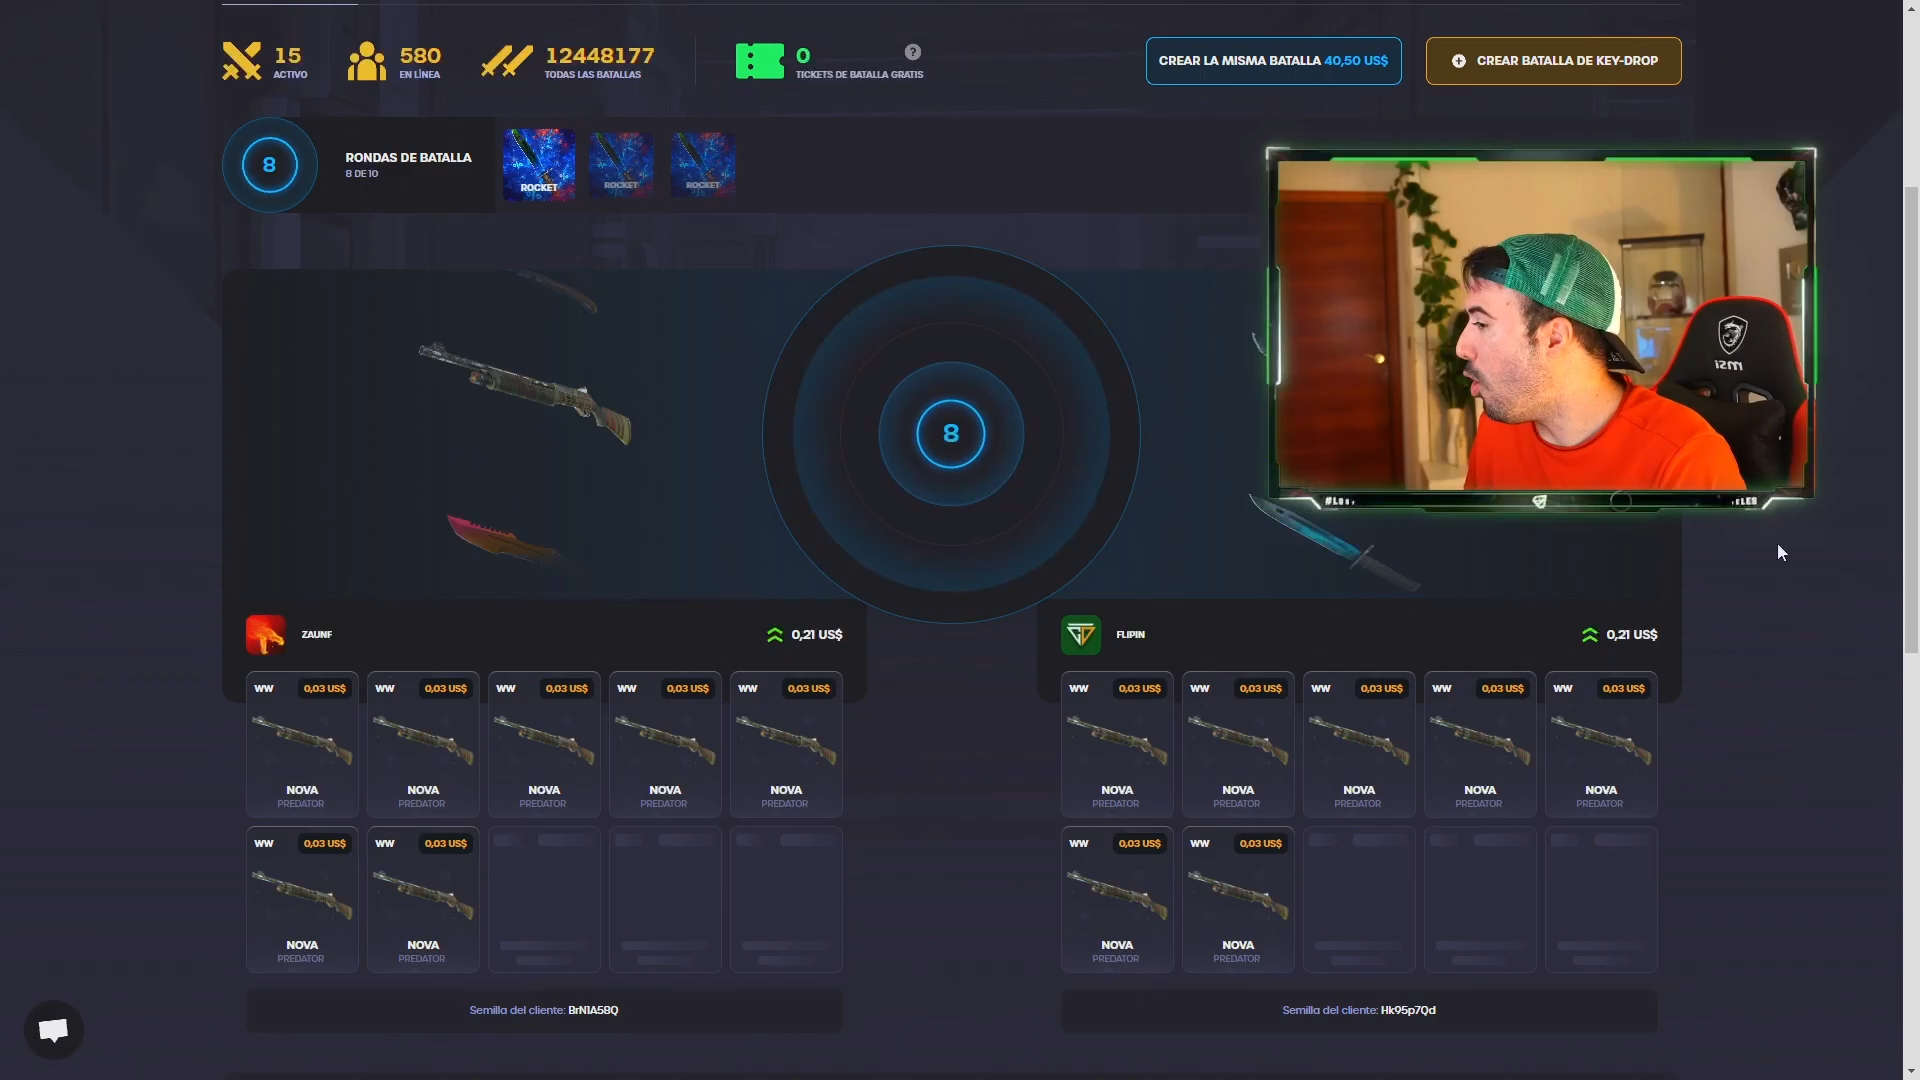 15
ACTIVO
580
EN LÍNEA
12448177
TODAS LAS BATALLAS
0
?
TICKETS DE BATALLA GRATIS
CREAR LA MISMA BATALLA 40,50 US$
CREAR BATALLA DE KEY-DROP
8
RONDAS DE BATALLA
8 DE 10
ROCKET
ROCKET
ROCKET
8
msi
ZAUNF
0,21 US$
FLIPIN
0,21 US$
WW 0,03 US$ WW 0,03 US$ WW 0,03 US$ WW 0,03 US$ WW 0,03 US$
NOVA NOVA NOVA NOVA NOVA
PREDATOR PREDATOR PREDATOR PREDATOR PREDATOR
WW 0,03 US$ WW 0,03 US$
NOVA NOVA
PREDATOR PREDATOR
Semilla del cliente: BrN1A58Q
WW 0,03 US$ WW 0,03 US$ WW 0,03 US$ WW 0,03 US$ WW 0,03 US$
NOVA NOVA NOVA NOVA NOVA
PREDATOR PREDATOR PREDATOR PREDATOR PREDATOR
WW 0,03 US$ WW 0,03 US$
NOVA NOVA
PREDATOR PREDATOR
Semilla del cliente: Hk95p7Qd